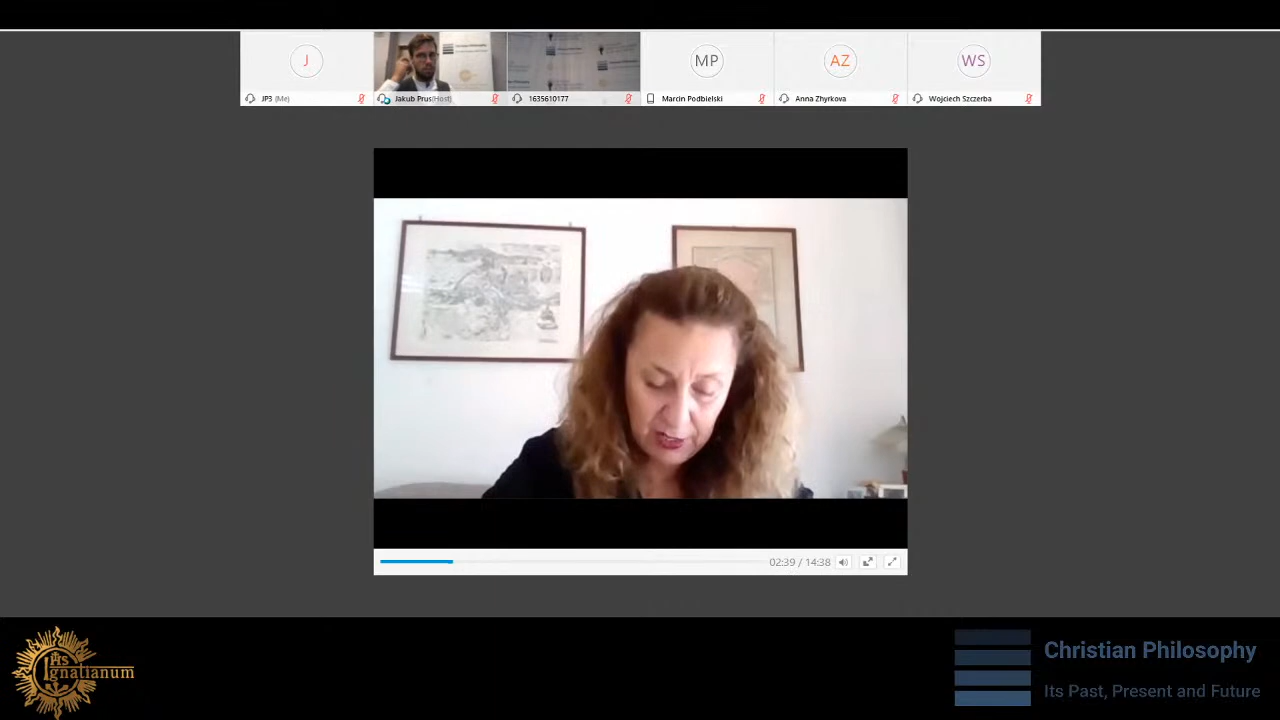 J
MP
AZ
WS
JP3 (Me)
Jakub Prus(Host)
1635610177
Marcin Podbielski
Anna Zhyrkova
Wojciech Szczerba
02:39 / 14:38
IHS
Ignatianum
Christian Philosophy
Its Past, Present and Future